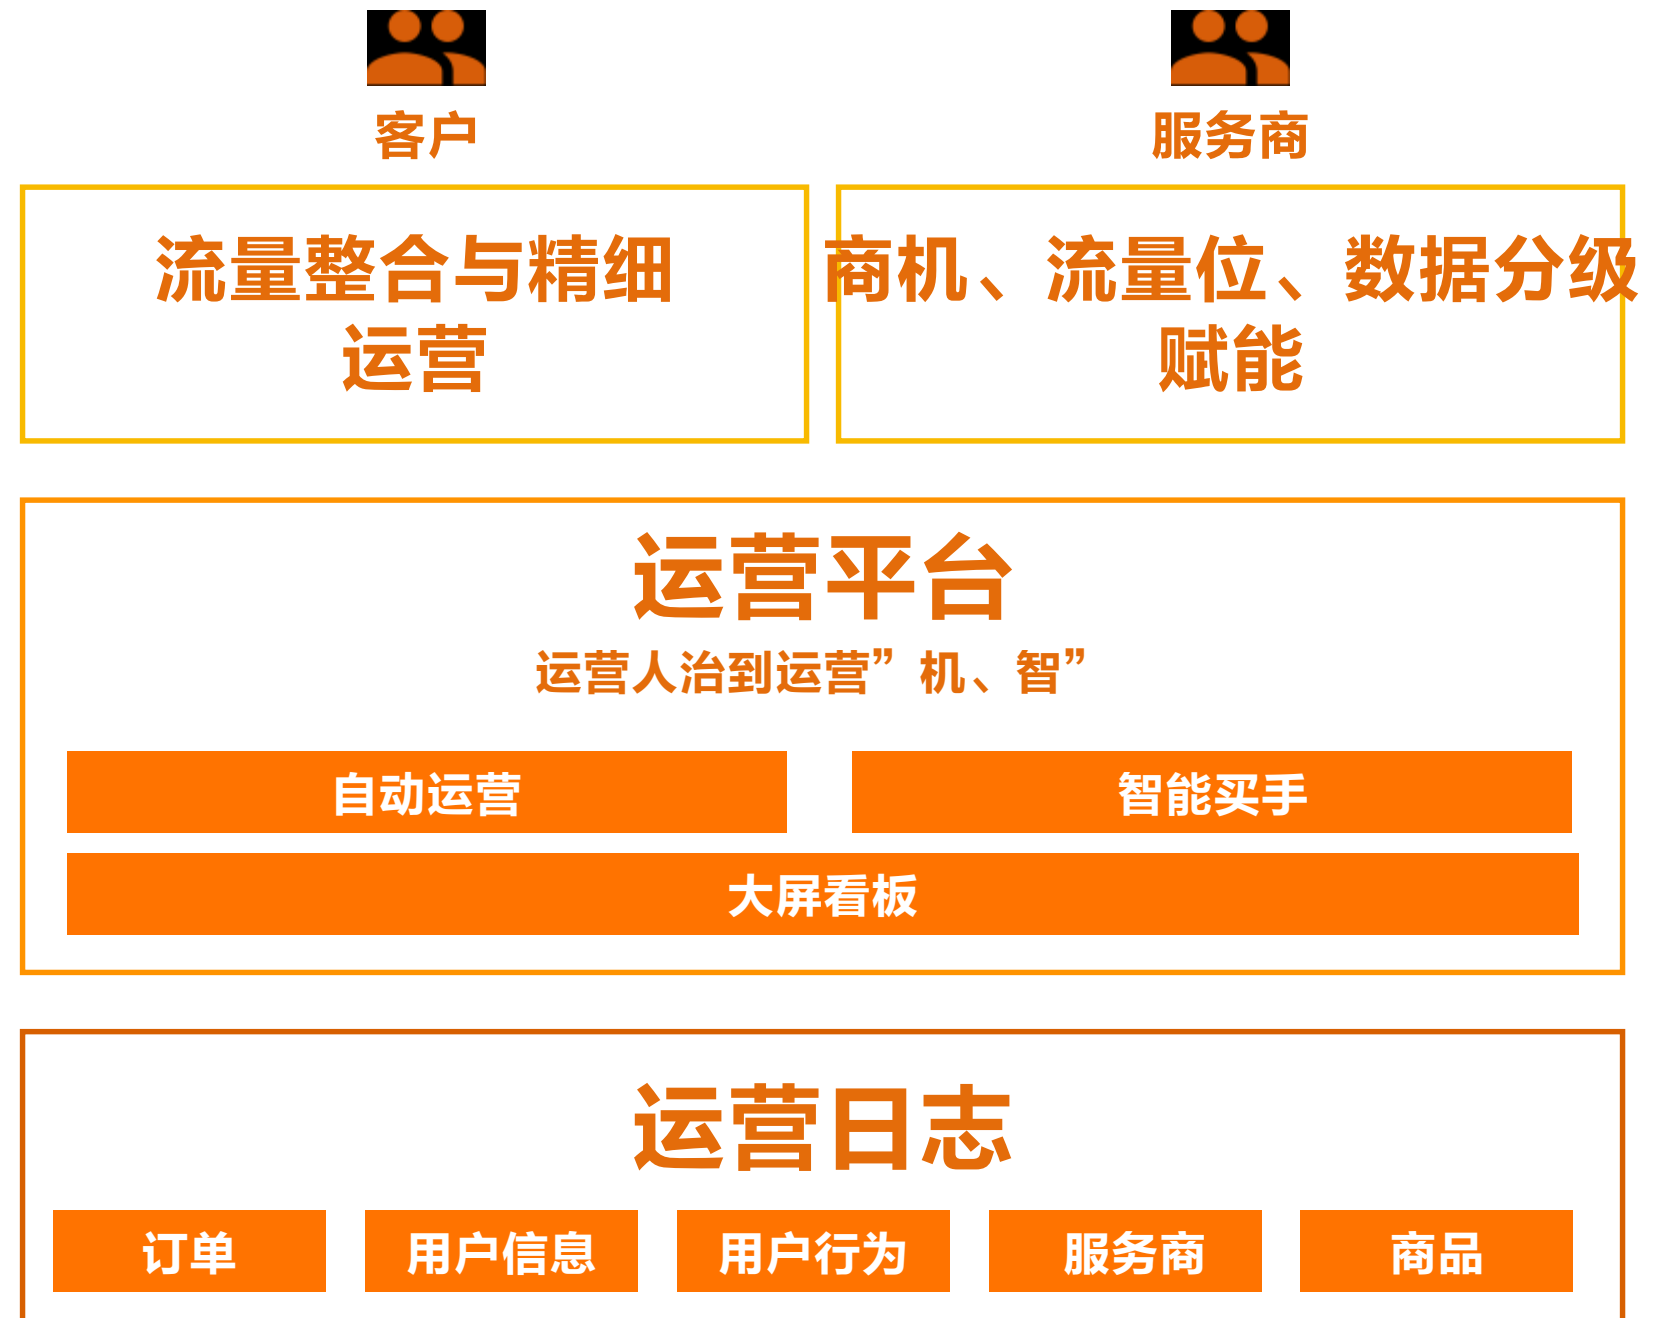 客户
服务商
流量整合与精细
运营
商机、流量位、数据分级
赋能
运营平台
运营人治到运营”机、智”
自动运营
智能买手
大屏看板
运营日志
订单
用户信息
用户行为
服务商
商品